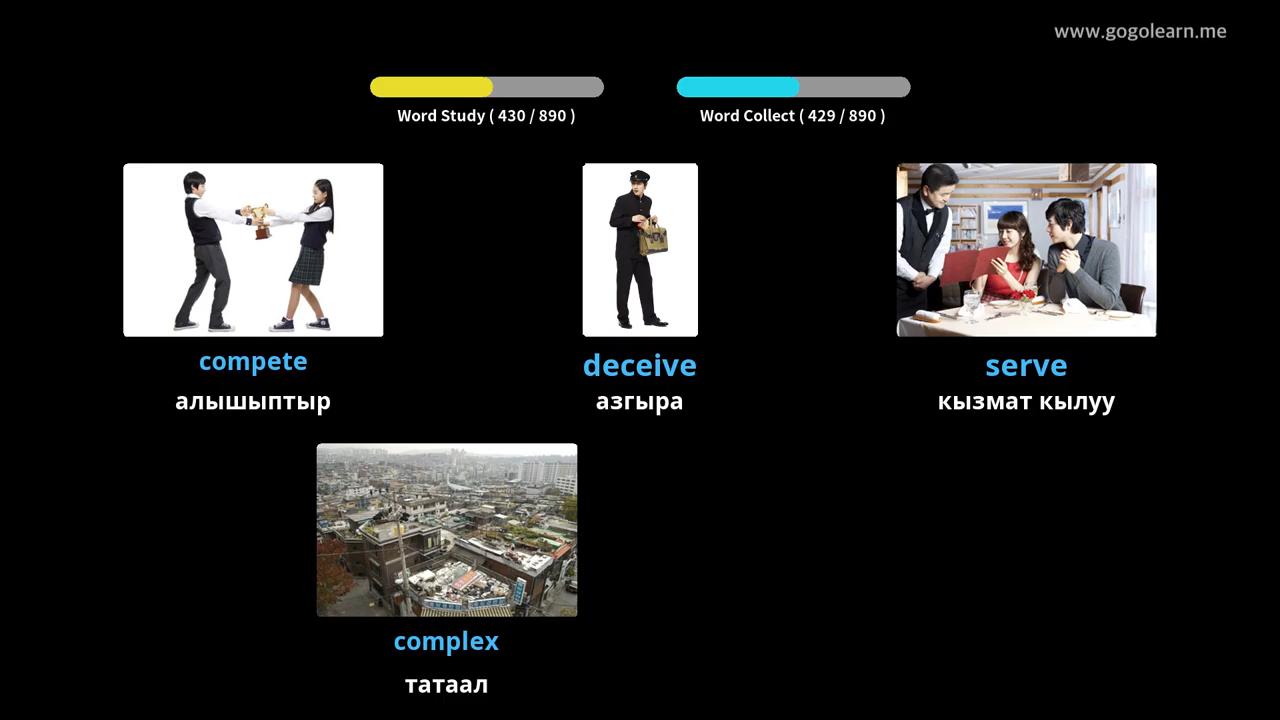 www.gogolearn.me
Word Study ( 430 / 890 )
Word Collect ( 429 / 890 )
compete
алышыптыр
deceive
азгыра
serve
кызмат кылуу
complex
татаал